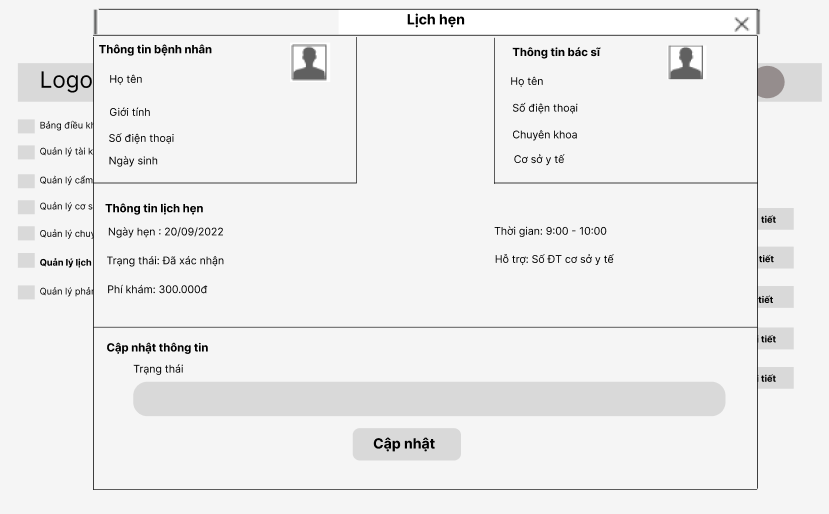 Lịch hẹn
Logo
Thông tin bệnh nhân
Họ tên
Giới tính
Số điện thoại
Ngày sinh
Thông tin bác sĩ
Họ tên
Số điện thoại
Chuyên khoa
Cơ sở y tế
Bảng điều
Quản lý tài
Quản lý cẩm
Quản lý cơ
Quản lý
Quản lý lịch
Quản lý
Thông tin lịch hẹn
Ngày hẹn : 20/09/2022
Thời gian: 9:00 - 10:00
Trạng thái: Đã xác nhận
Hỗ trợ: Số ĐT cơ sở y tế
Phí khám: 300.000đ
tiết
tiết
tiết
tiết
tiết
Cập nhật thông tin
Trạng thái
Cập nhật